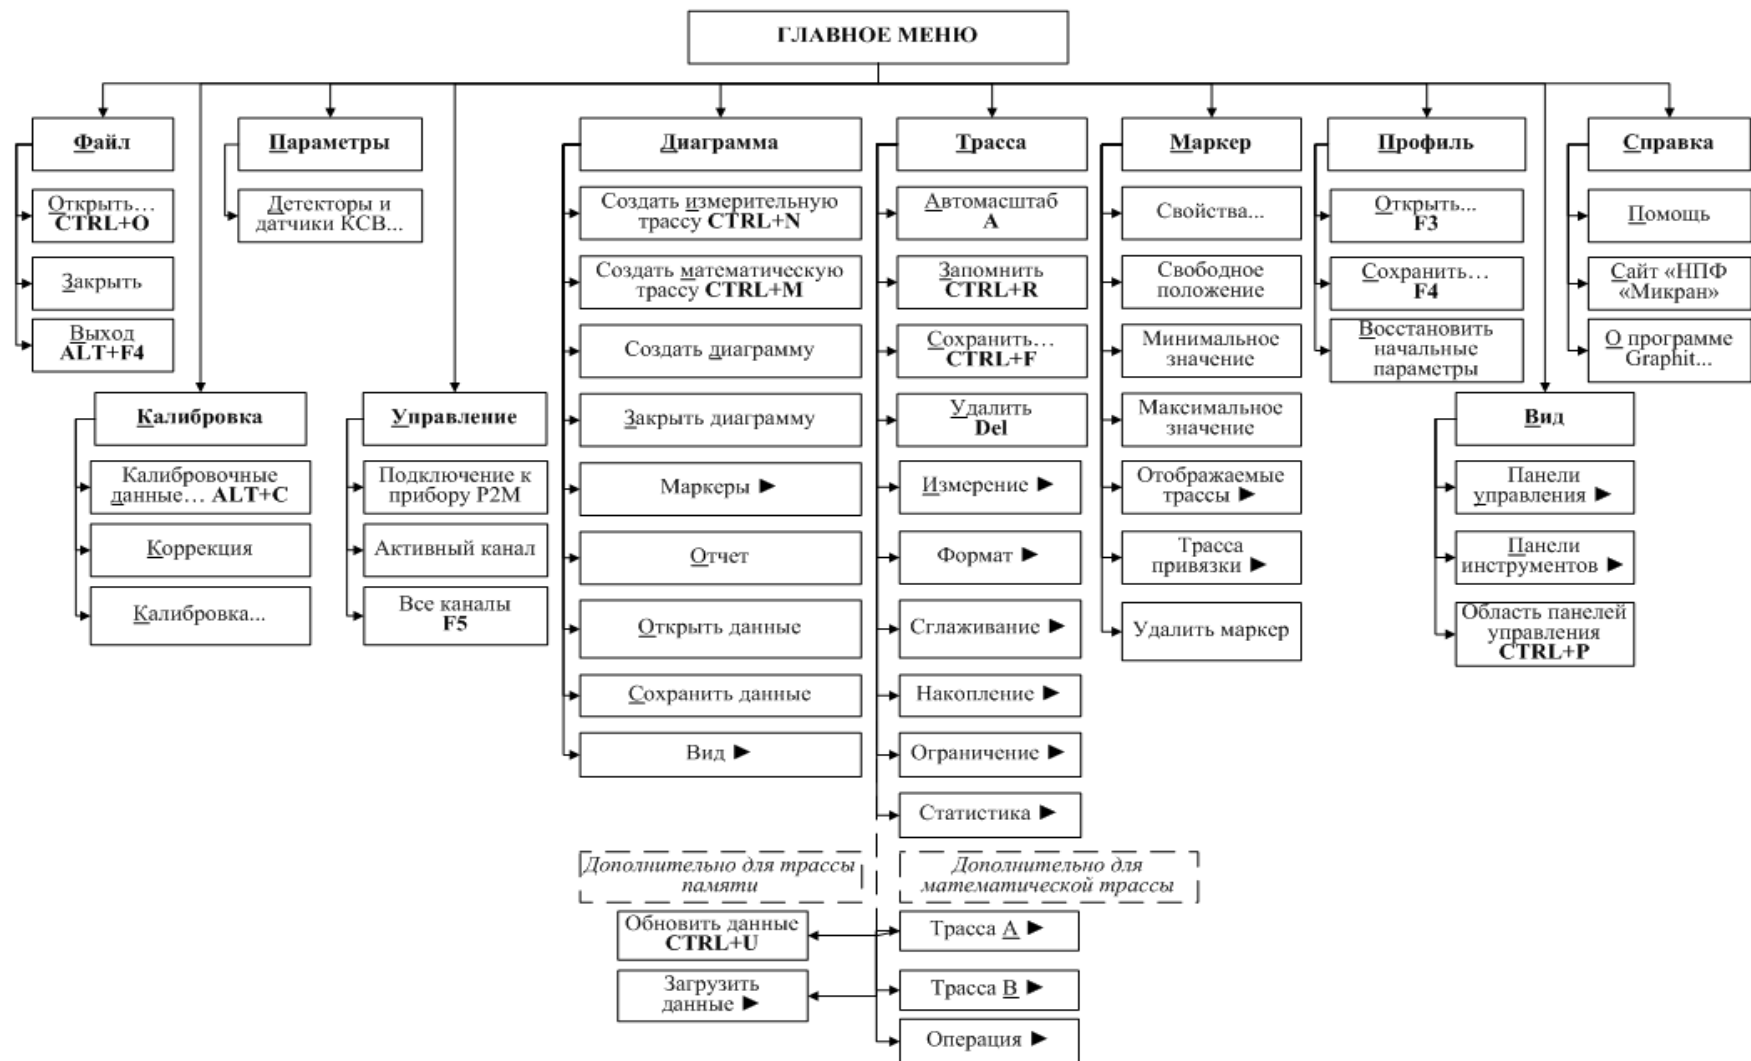 ГЛАВНОЕ МЕНЮ
Файл
Открыть…
CTRL+O
Закрыть
Выход
ALT+F4
Калибровка
Калибровочные
данные… ALT+C
Коррекция
Калибровка...
Параметры
Детекторы и
датчики КСВ...
Управление
Подключение к
прибору Р2М
Активный канал
Все каналы
F5
Диаграмма
Создать измерительную
трассу CTRL+N
Создать математическую
трассу CTRL+M
Создать диаграмму
Закрыть диаграмму
Маркеры ►
Отчет
Открыть данные
Сохранить данные
Вид ►
Трасса
Автомасштаб
A
Запомнить
CTRL+R
Сохранить…
CTRL+F
Удалить
Del
Измерение ►
Формат ►
Сглаживание ►
Накопление ►
Ограничение ►
Статистика ►
Дополнительно для трассы
памяти
Обновить данные
CTRL+U
Загрузить
данные ►
Дополнительно для
математической трассы
Трасса A ►
Трасса B ►
Операция ►
Маркер
Свойства...
Свободное
положение
Минимальное
значение
Максимальное
значение
Отображаемые
трассы ►
Трасса
привязки ►
Удалить маркер
Профиль
Открыть...
F3
Сохранить…
F4
Восстановить
начальные
параметры
Вид
Панели
управления ►
Панели
инструментов ►
Область панелей
управления
CTRL+P
Справка
Помощь
Сайт «НПФ
«Микран»
О программе
Graphit...